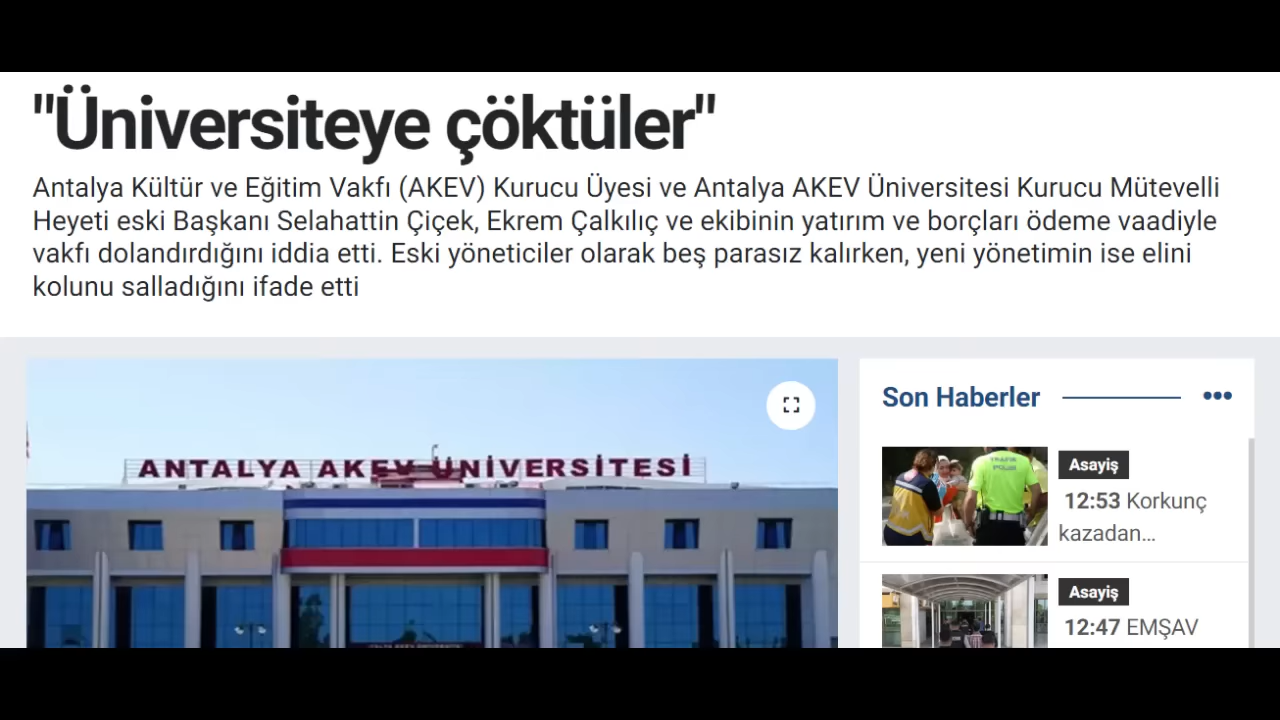 "Üniversiteye çöktüler"
Antalya Kültür ve Eğitim Vakfı (AKEV) Kurucu Üyesi ve Antalya AKEV Üniversitesi Kurucu Mütevelli
Heyeti eski Başkanı Selahattin Çiçek, Ekrem Çalkılıç ve ekibinin yatırım ve borçları ödeme vaadiyle
vakfı dolandırdığını iddia etti. Eski yöneticiler olarak beş parasız kalırken, yeni yönetimin ise elini
kolunu salladığını ifade etti
ANTALYA AKEV ÜNİVERSİTESİ
Son Haberler
Asayiş
12:53 Korkunç
kazadan...
TRAFİK
POLİSİ
Asayiş
12:47 EMŞAV